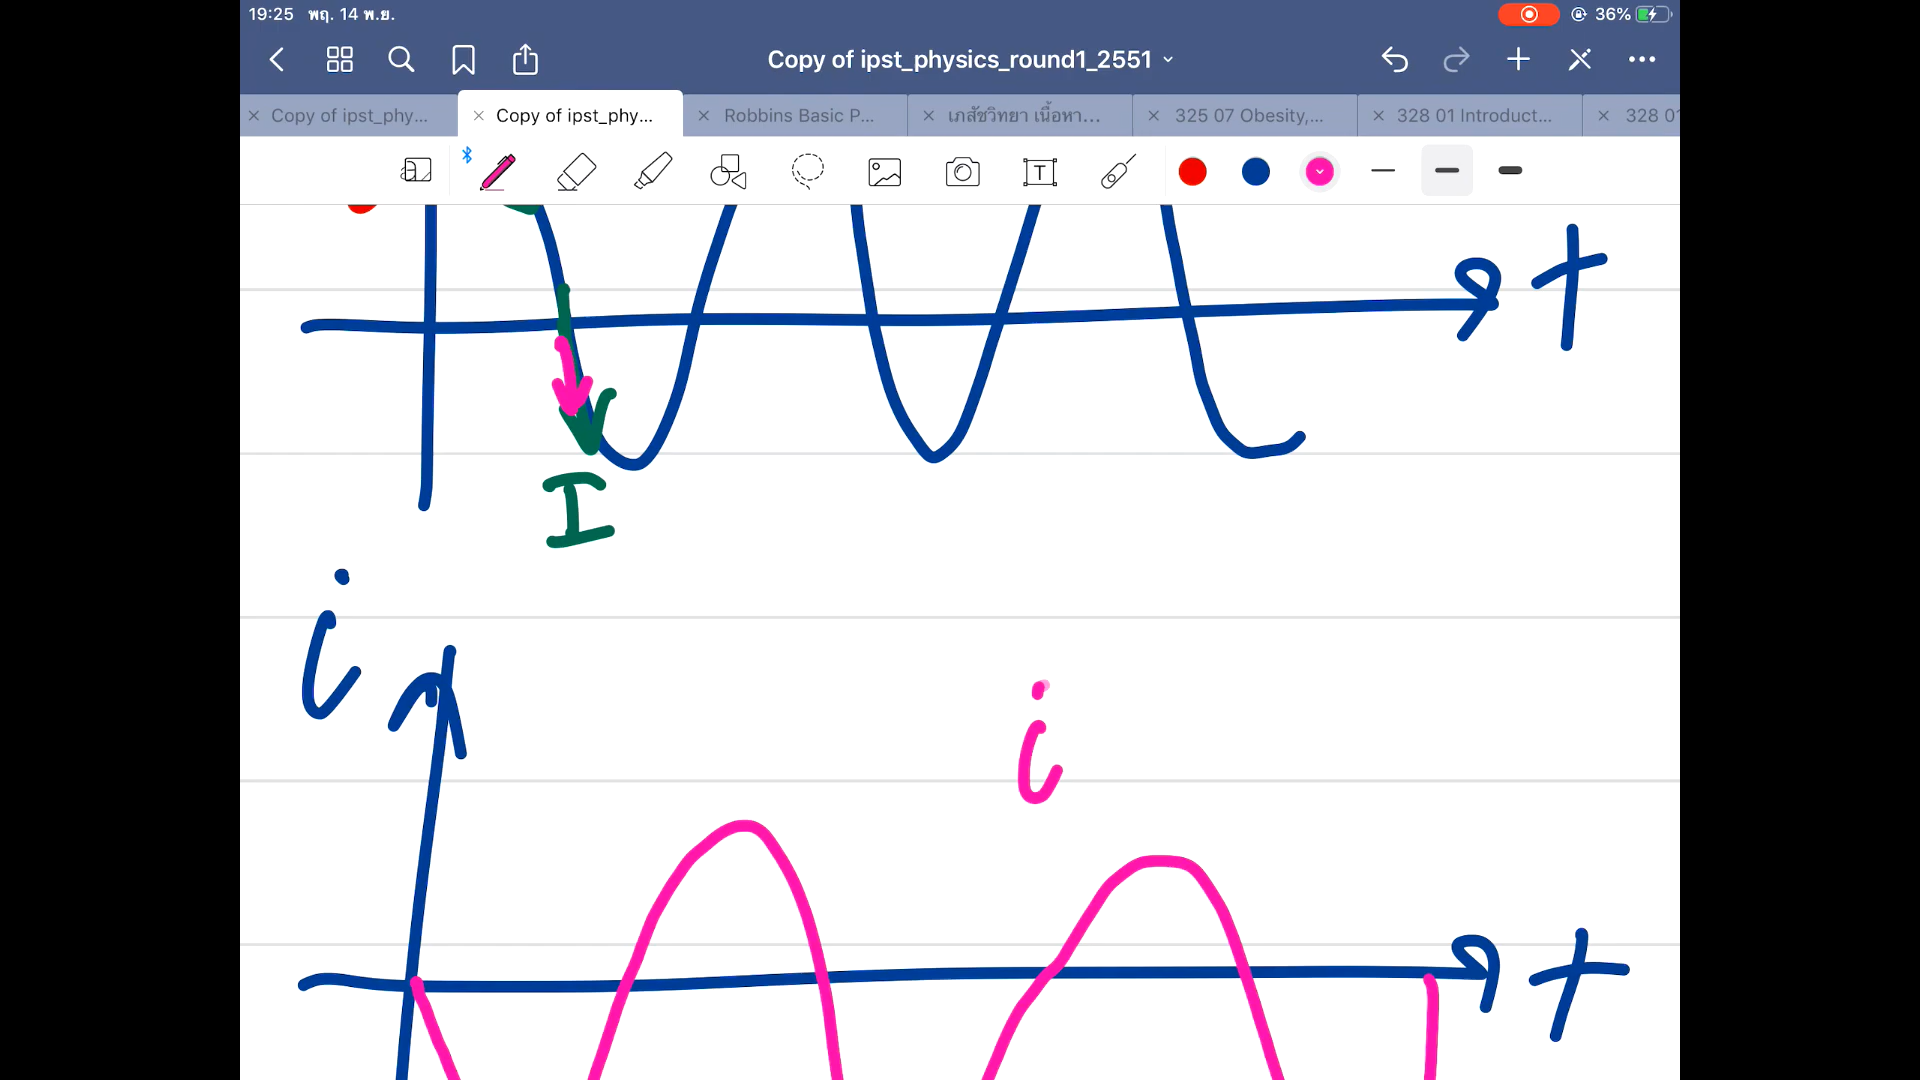 19:25 พฤ. 14 พ.ย.
36%
Copy of ipst_physics_round1_2551
Copy of ipst_phy...
Copy of ipst_phy...
Robbins Basic P...
เภสัชวิทยา เนื้อหา...
325 07 Obesity,...
328 01 Introduct...
328 01
T
t
I
i
i
t